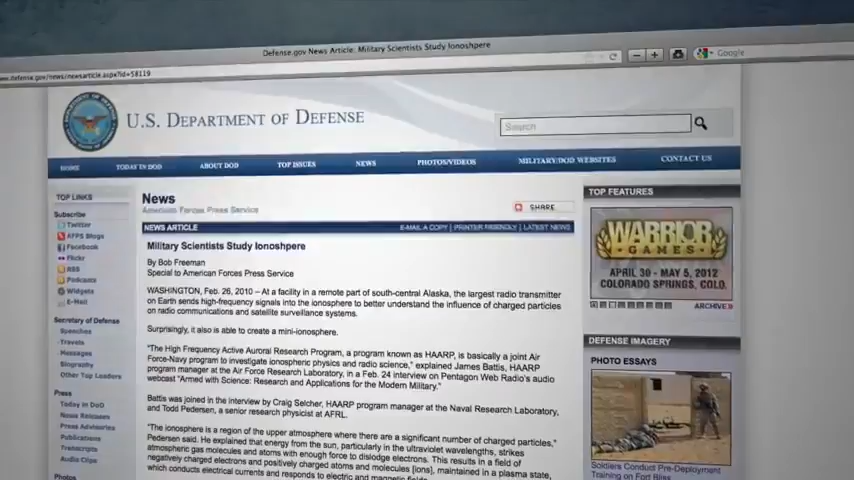 Defense.gov News Article: Military Scientists Study Ionoshpere
www.defense.gov/news/newsarticle.aspx?id=58119
Google
U.S. Department of Defense
Search
HOME TODAY IN DOD ABOUT DOD TOP ISSUES NEWS PHOTOS/VIDEOS MILITARY/DOD WEBSITES CONTACT US
TOP LINKS
Subscribe
Twitter
AFPS Blogs
Facebook
Flickr
RSS
Podcasts
Widgets
E-Mail
Secretary of Defense
Speeches
Travels
Messages
Biography
Other Top Leaders
Press
Today in DoD
News Releases
Press Advisories
Publications
Transcripts
Audio Clips
Photos
News
American Forces Press Service
SHARE
NEWS ARTICLE E-MAIL A COPY | PRINTER FRIENDLY | LATEST NEWS
Military Scientists Study Ionoshpere
By Bob Freeman
Special to American Forces Press Service
WASHINGTON, Feb. 26, 2010 – At a facility in a remote part of south-central Alaska, the largest radio transmitter
on Earth sends high-frequency signals into the ionosphere to better understand the influence of charged particles
on radio communications and satellite surveillance systems.
Surprisingly, it also is able to create a mini-ionosphere.
"The High Frequency Active Auroral Research Program, a program known as HAARP, is basically a joint Air
Force-Navy program to investigate ionospheric physics and radio science," explained James Battis, HAARP
program manager at the Air Force Research Laboratory, in a Feb. 24 interview on Pentagon Web Radio's audio
webcast "Armed with Science: Research and Applications for the Modern Military."
Battis was joined in the interview by Craig Selcher, HAARP program manager at the Naval Research Laboratory,
and Todd Pedersen, a senior research physicist at AFRL.
"The ionosphere is a region of the upper atmosphere where there are a significant number of charged particles,"
Pedersen said. He explained that energy from the sun, particularly in the ultraviolet wavelengths, strikes
atmospheric gas molecules and atoms with enough force to dislodge electrons. This results in a field of
negatively charged electrons and positively charged atoms and molecules [ions], maintained in a plasma state,
which conducts electrical currents and responds to electric and magnetic fields.
TOP FEATURES
WARRIOR
GAMES
APRIL 30 - MAY 5, 2012
COLORADO SPRINGS, COLO.
ARCHIVE
DEFENSE IMAGERY
PHOTO ESSAYS
Soldiers Conduct Pre-Deployment
Training on Fort Bliss